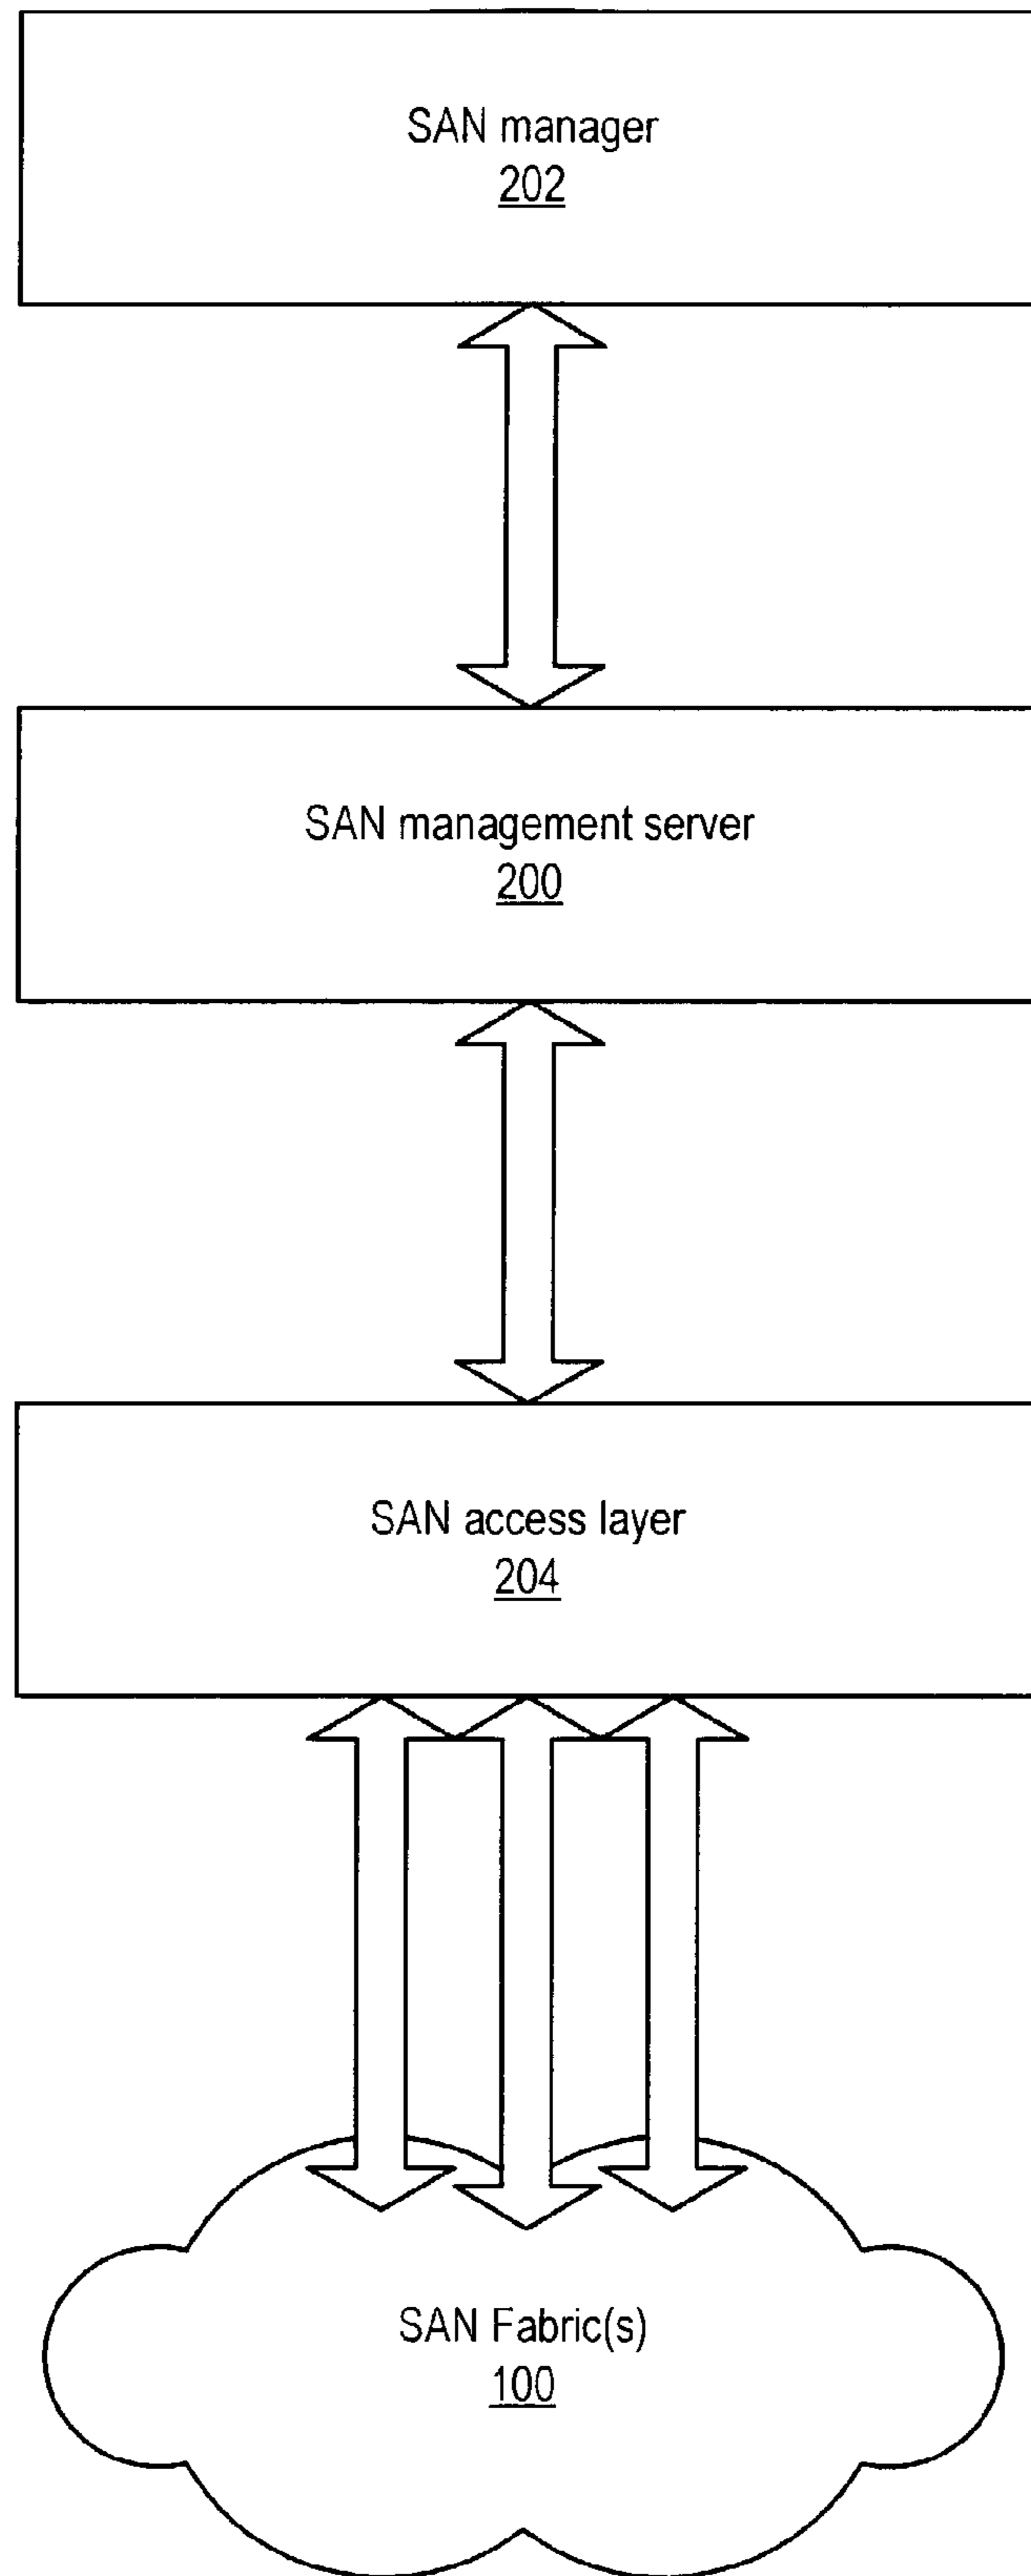 SAN manager
202
SAN management server
200
SAN access layer
204
SAN Fabric(s)
100